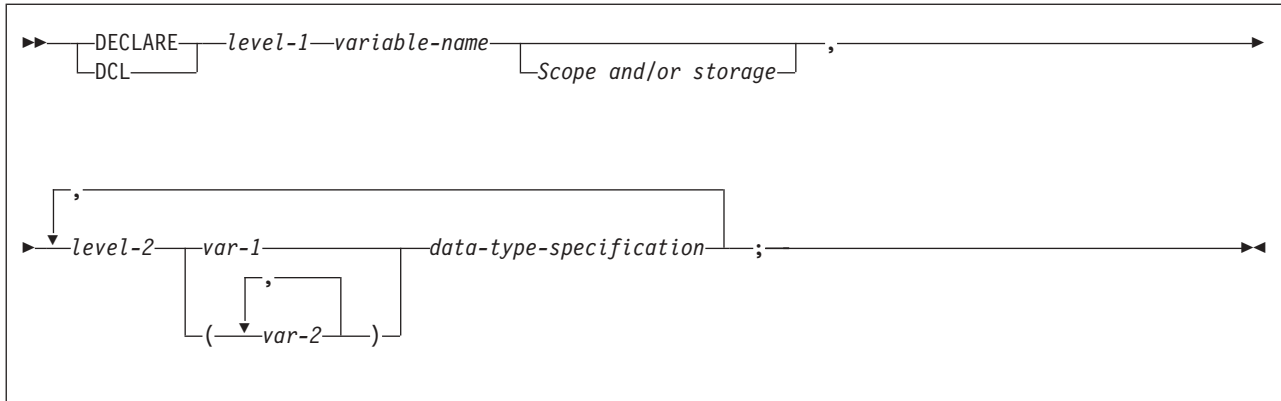 DECLARE level-1 variable-name ,
DCL Scope and/or storage
,
level-2 var-1 data-type-specification ;
,
( var-2 )